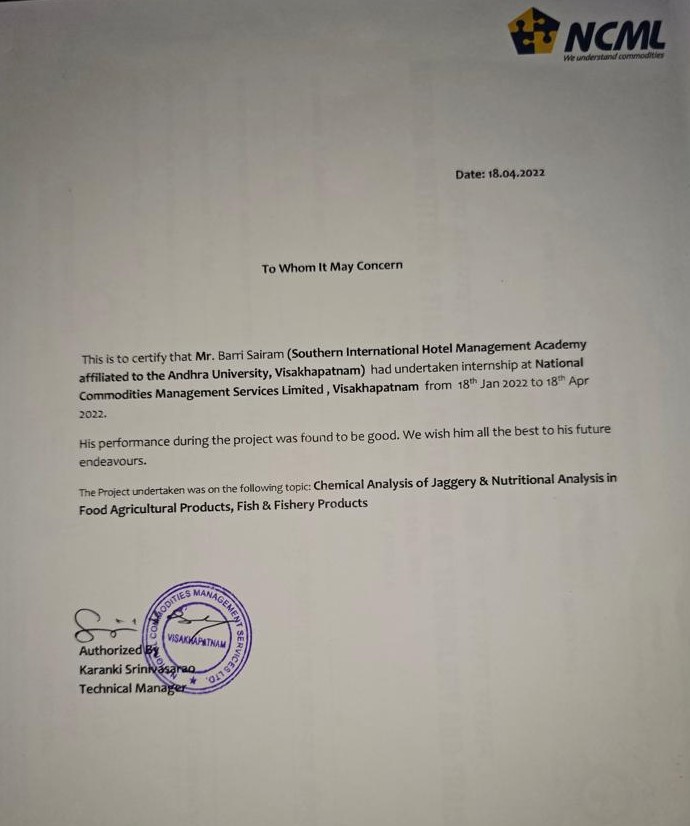 NCML
We understand commodities
Date: 18.04.2022
To Whom It May Concern
This is to certify that Mr. Barri Sairam (Southern International Hotel Management Academy
affiliated to the Andhra University, Visakhapatnam) had undertaken internship at National
Commodities Management Services Limited , Visakhapatnam from 18th Jan 2022 to 18th Apr
2022.
His performance during the project was found to be good. We wish him all the best to his future
endeavours.
The Project undertaken was on the following topic: Chemical Analysis of Jaggery & Nutritional Analysis in
Food Agricultural Products, Fish & Fishery Products
COMMODITIES MANAGEMENT SERVICES LTD.
VISAKHAPATNAM
Authorized By
Karanki Srinivasarao
Technical Manager